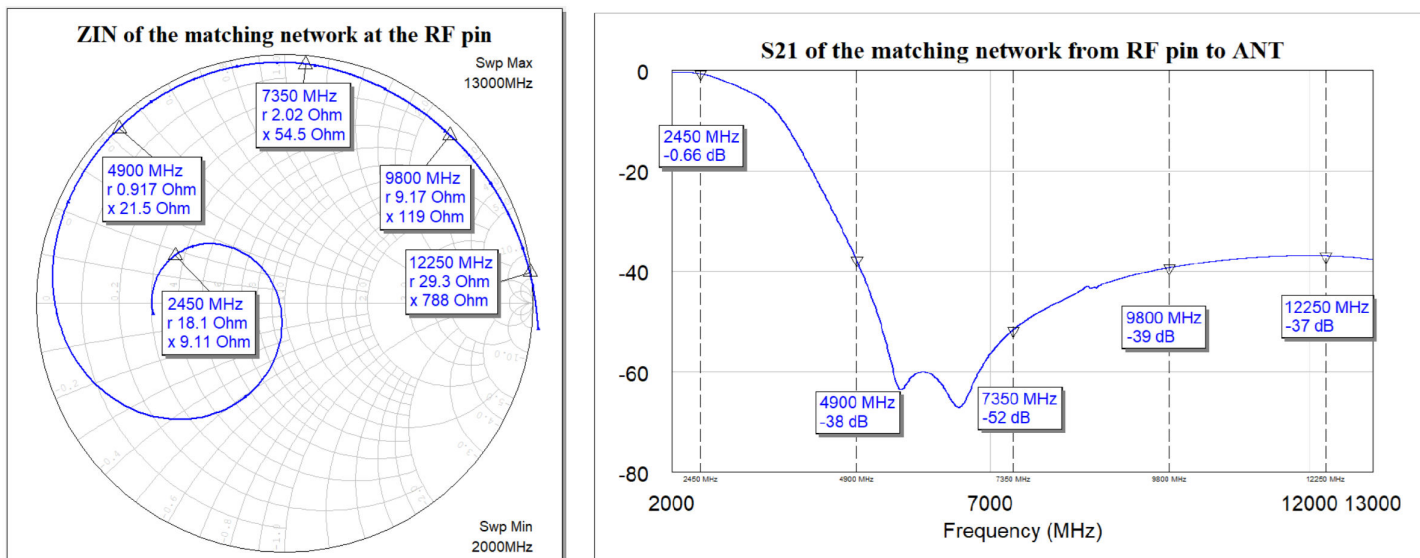 ZIN of the matching network at the RF pin
Swp Max
13000MHz
7350 MHz
r 2.02 Ohm
x 54.5 Ohm
4900 MHz
r 0.917 Ohm
x 21.5 Ohm
9800 MHz
r 9.17 Ohm
x 119 Ohm
12250 MHz
r 29.3 Ohm
x 788 Ohm
2450 MHz
r 18.1 Ohm
x 9.11 Ohm
Swp Min
2000MHz
S21 of the matching network from RF pin to ANT
0
-20
-40
-60
-80
2450 MHz
-0.66 dB
4900 MHz
-38 dB
7350 MHz
-52 dB
9800 MHz
-39 dB
12250 MHz
-37 dB
2450 MHz
4900 MHz
7350 MHz
9800 MHz
12250 MHz
2000
7000
12000 13000
Frequency (MHz)